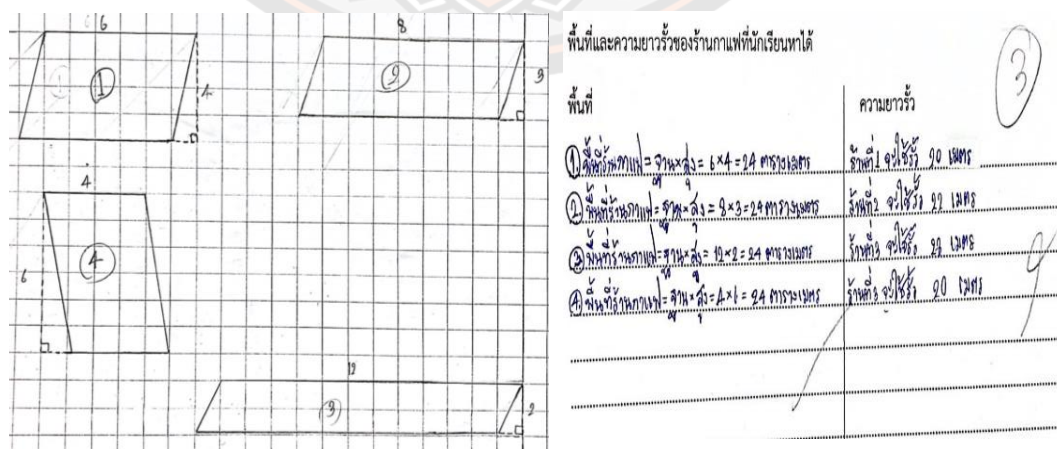 6
8
①
4
②
3
4
④
6
12
③
2
พื้นที่และความยาวรั้วของร้านกาแฟที่นักเรียนหาได้
③
พื้นที่ ความยาวรั้ว
① พื้นที่ร้านกาแฟ = ฐาน×สูง = 6×4 = 24 ตารางเมตร ร้านที่1 จะใช้รั้ว 20 เมตร
② พื้นที่ร้านกาแฟ = ฐาน×สูง = 8×3 = 24 ตารางเมตร ร้านที่2 จะใช้รั้ว 22 เมตร
③ พื้นที่ร้านกาแฟ = ฐาน×สูง = 12×2 = 24 ตารางเมตร ร้านที่3 จะใช้รั้ว เมตร
④ พื้นที่ร้านกาแฟ = ฐาน×สูง = 4×6 = 24 ตารางเมตร ร้านที่ จะใช้รั้ว 20 เมตร